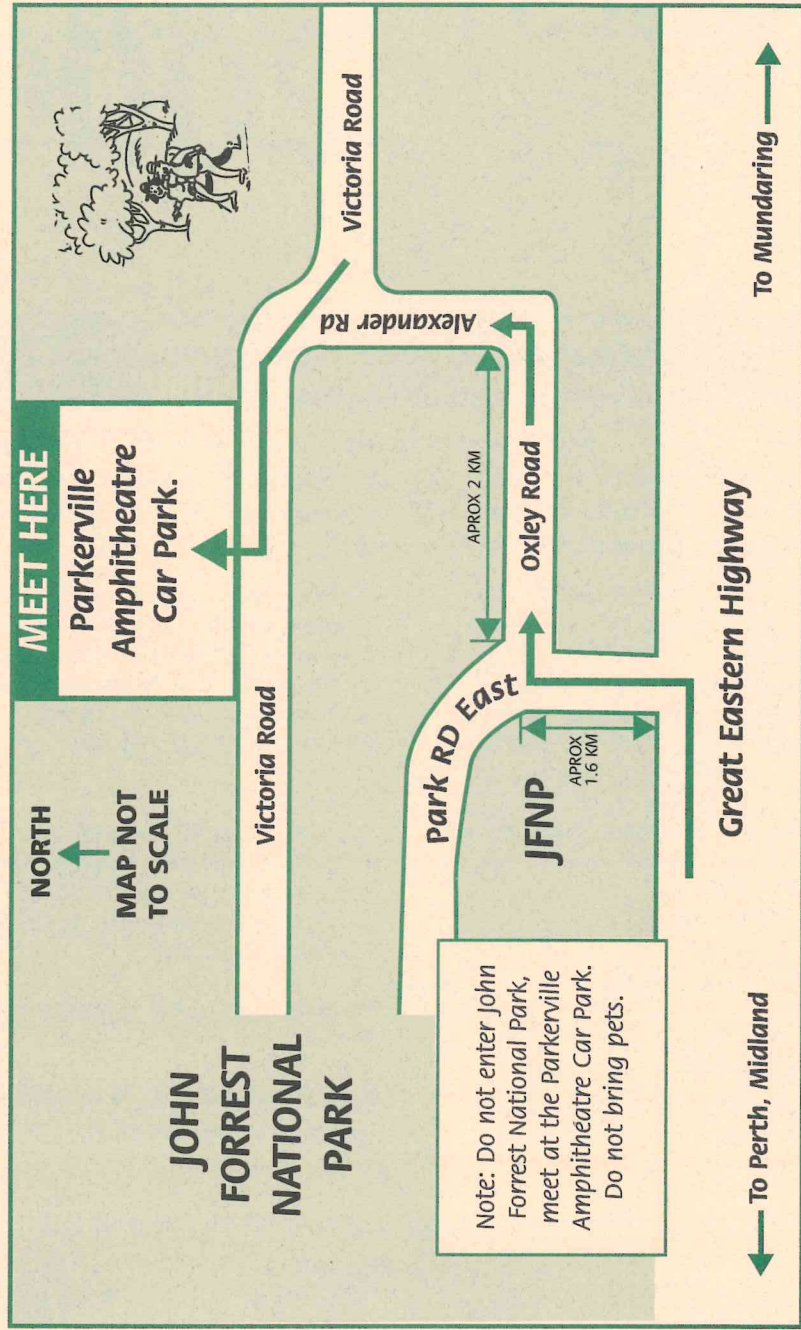 MEET HERE
Parkerville
Amphitheatre
Car Park.
NORTH
MAP NOT
TO SCALE
Victoria Road
Victoria Road
Alexander Rd
JOHN
FORREST
NATIONAL
PARK
APROX 2 KM
Oxley Road
Park RD East
JFNP
APROX
1.6 KM
Note: Do not enter John
Forrest National Park,
meet at the Parkerville
Amphitheatre Car Park.
Do not bring pets.
Great Eastern Highway
To Perth, Midland
To Mundaring